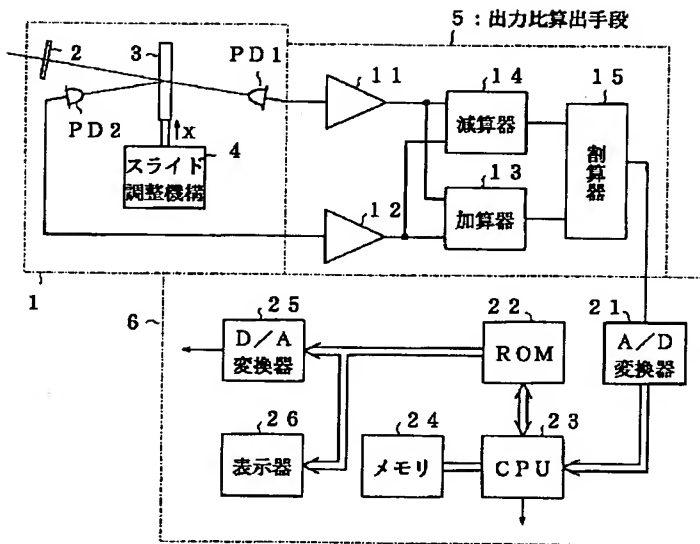 5：出力比算出手段
2
3
PD1
11
14
15
PD2
x
減算器
割算器
4
スライド
調整機構
13
12
加算器
1
6
25
22
21
D／A
変換器
ROM
A／D
変換器
26
24
23
表示器
メモリ
CPU